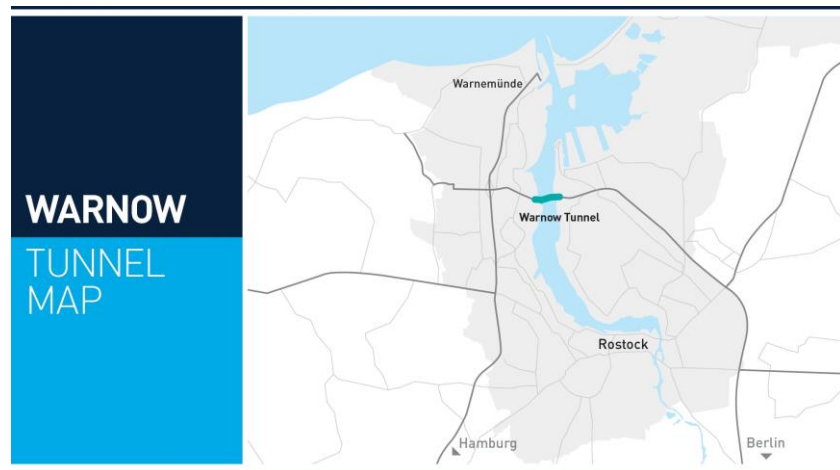 WARNOW
TUNNEL
MAP
Warnemünde
Warnow Tunnel
Rostock
Hamburg
Berlin